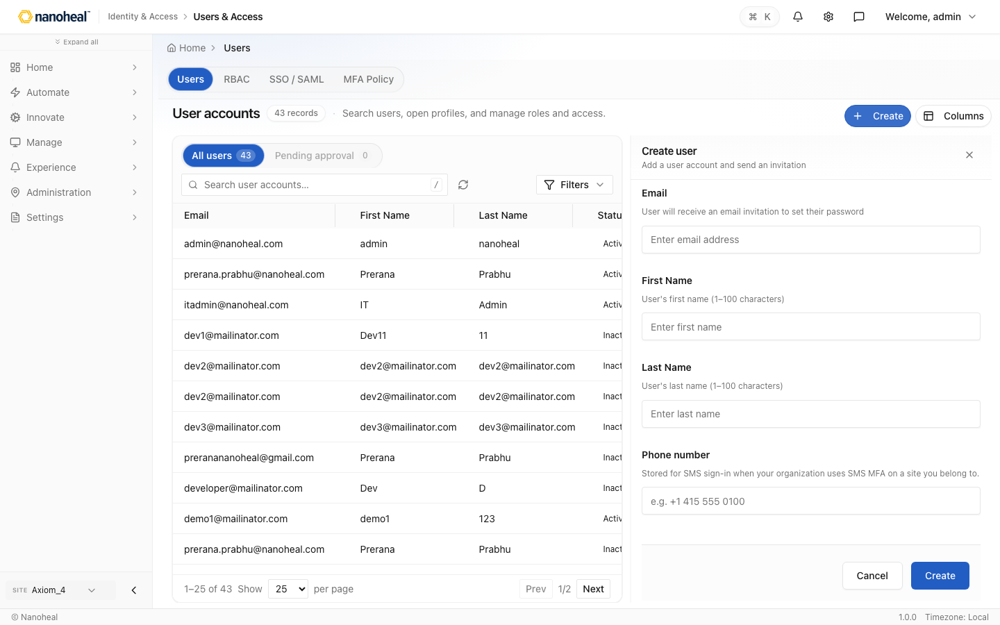 nanoheal™
Identity & Access > Users & Access
⌘ K
Welcome, admin
Expand all
Home
Automate
Innovate
Manage
Experience
Administration
Settings
SITE Axiom_4
Home > Users
Users RBAC SSO / SAML MFA Policy
User accounts 43 records · Search users, open profiles, and manage roles and access.
+ Create
Columns
All users 43 Pending approval 0
Search user accounts... /
Filters
Email First Name Last Name Statu
admin@nanoheal.com admin nanoheal Activ
prerana.prabhu@nanoheal.com Prerana Prabhu Activ
itadmin@nanoheal.com IT Admin Activ
dev1@mailinator.com Dev11 11 Inact
dev2@mailinator.com dev2@mailinator.com dev2@mailinator.com Inact
dev2@mailinator.com dev2@mailinator.com dev2@mailinator.com Inact
dev3@mailinator.com dev3@mailinator.com dev3@mailinator.com Inact
preranananoheal@gmail.com Prerana Prabhu Inact
developer@mailinator.com Dev D Inact
demo1@mailinator.com demo1 123 Activ
prerana.prabhu@nanoheal.com Prerana Prabhu Inact
1–25 of 43 Show 25 per page Prev 1/2 Next
Create user
Add a user account and send an invitation
Email
User will receive an email invitation to set their password
Enter email address
First Name
User's first name (1–100 characters)
Enter first name
Last Name
User's last name (1–100 characters)
Enter last name
Phone number
Stored for SMS sign-in when your organization uses SMS MFA on a site you belong to.
e.g. +1 415 555 0100
Cancel Create
© Nanoheal
1.0.0 Timezone: Local